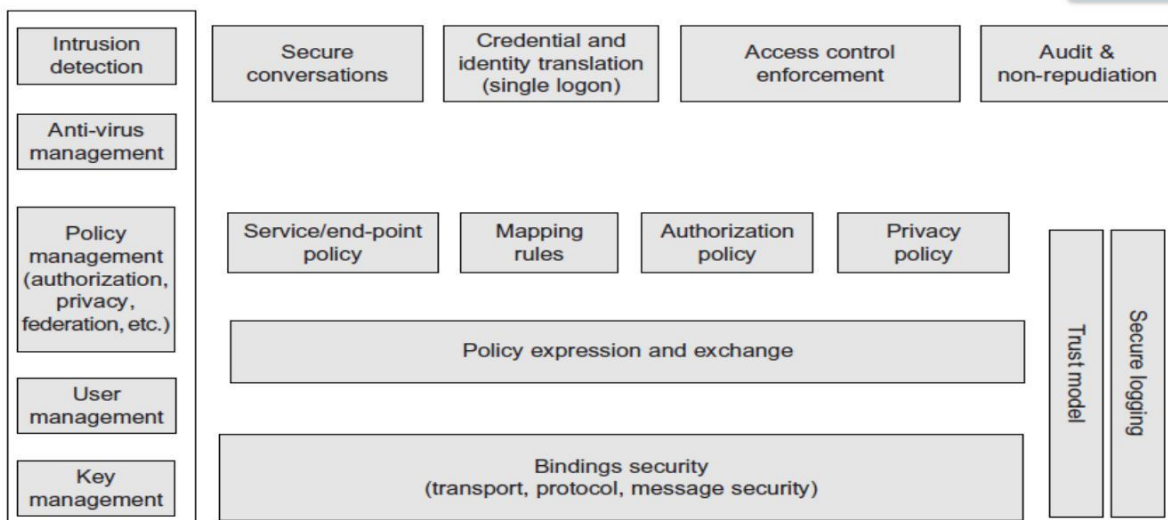 Intrusion
detection
Anti-virus
management
Policy
management
(authorization,
privacy,
federation, etc.)
User
management
Key
management
Secure
conversations
Credential and
identity translation
(single logon)
Access control
enforcement
Audit &
non-repudiation
Service/end-point
policy
Mapping
rules
Authorization
policy
Privacy
policy
Policy expression and exchange
Bindings security
(transport, protocol, message security)
Trust model
Secure logging